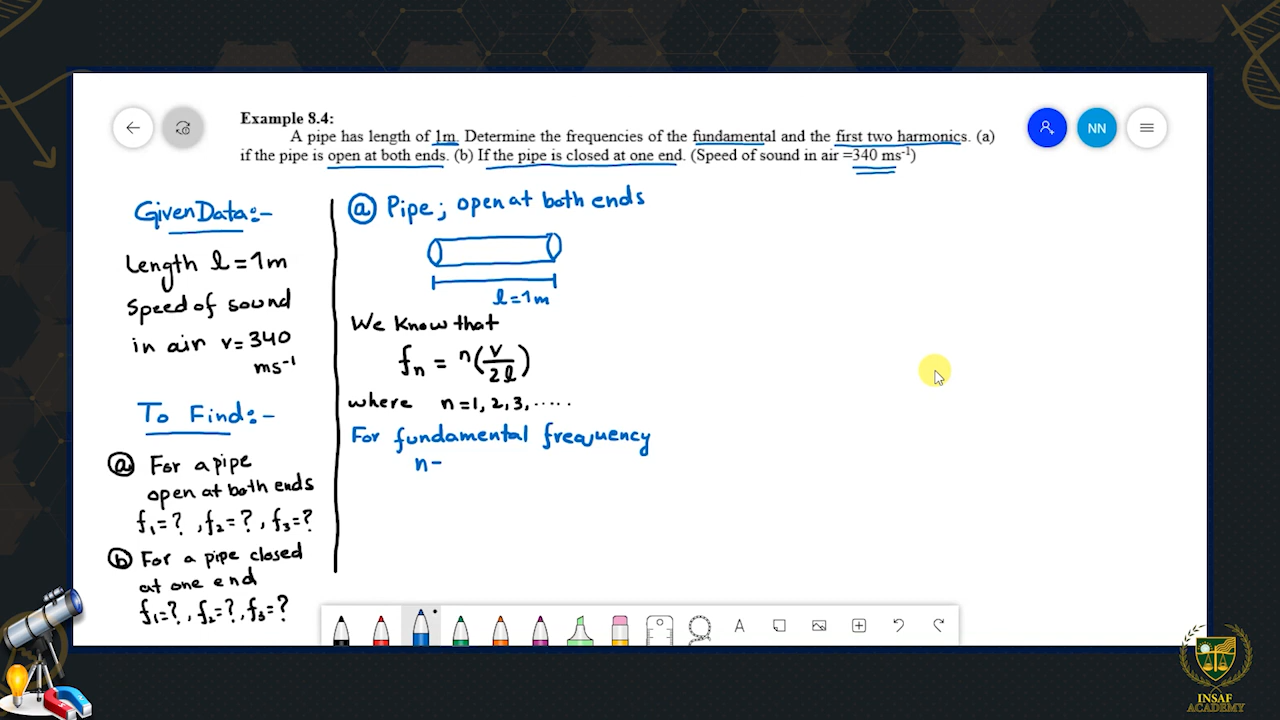 Example 8.4:
A pipe has length of 1m. Determine the frequencies of the fundamental and the first two harmonics. (a)
if the pipe is open at both ends. (b) If the pipe is closed at one end. (Speed of sound in air =340 ms⁻¹)
NN
Given Data:-
Length l = 1m
Speed of sound
in air v = 340
ms⁻¹
To Find:-
ⓐ For a pipe
open at both ends
f₁=? , f₂=? , f₃=?
ⓑ For a pipe closed
at one end
f₁=? , f₂=? , f₃=?
ⓐ Pipe; open at both ends
l = 1m
We know that
fₙ = n(v/2l)
where n = 1, 2, 3, .....
For fundamental frequency
n-
A
INSAF
ACADEMY